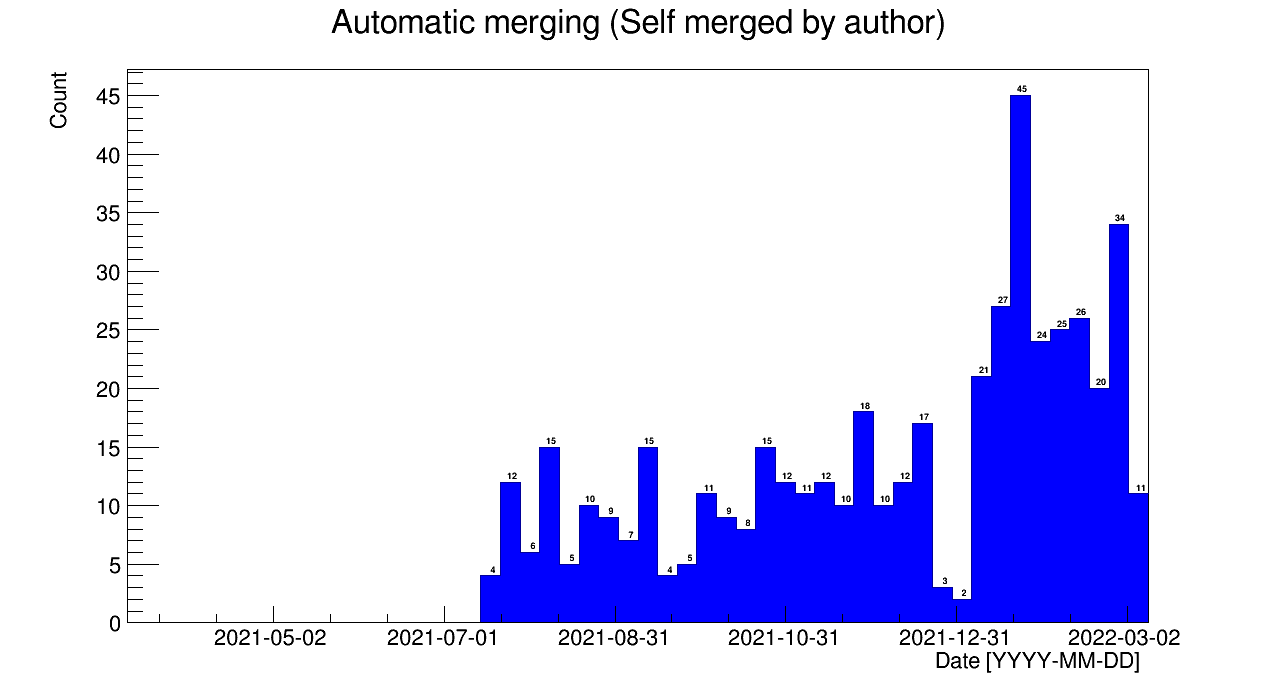 Automatic merging (Self merged by author)
Count
45
40
35
30
25
20
15
10
5
0
4 12 6 15 5 10 9 7 15 4 5 11 9 8 15 12 11 12 10 18 10 12 17 3 2 21 27 45 24 25 26 20 34 11
2021-05-02 2021-07-01 2021-08-31 2021-10-31 2021-12-31 2022-03-02
Date [YYYY-MM-DD]